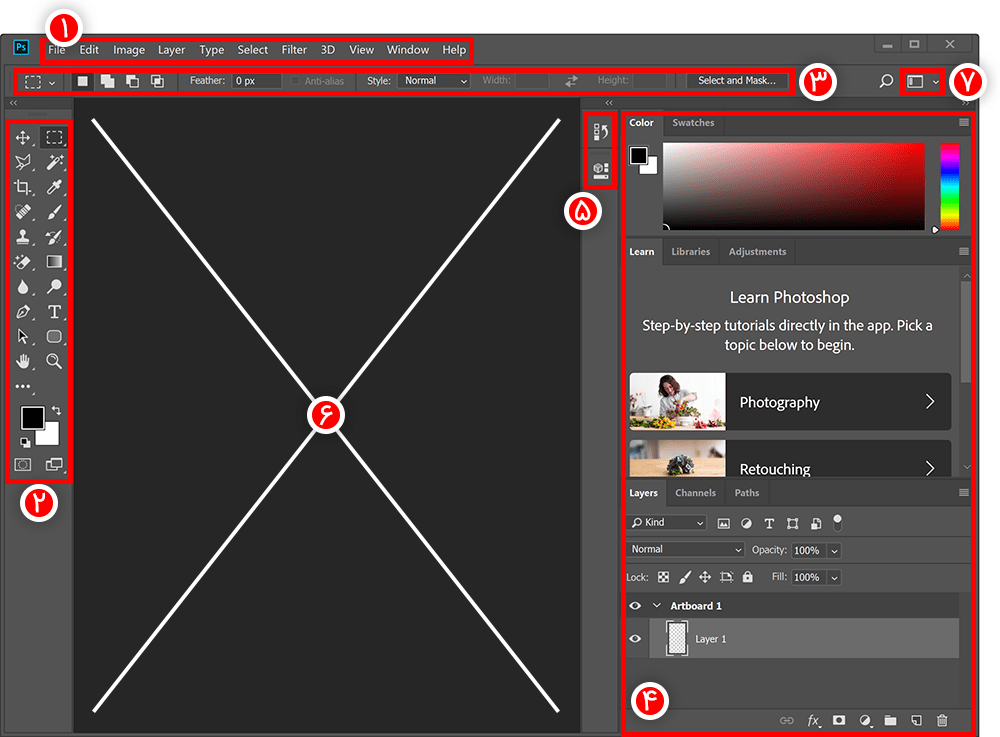 ۱
Ps File Edit Image Layer Type Select Filter 3D View Window Help
Feather: 0 px Anti-alias Style: Normal Width: Height: Select and Mask... ۳ ۷
Color Swatches
۵
Learn Libraries Adjustments
Learn Photoshop
Step-by-step tutorials directly in the app. Pick a
topic below to begin.
Photography
۶
Retouching
۲
Layers Channels Paths
Kind
Normal Opacity: 100%
Lock: Fill: 100%
Artboard 1
Layer 1
۴
fx